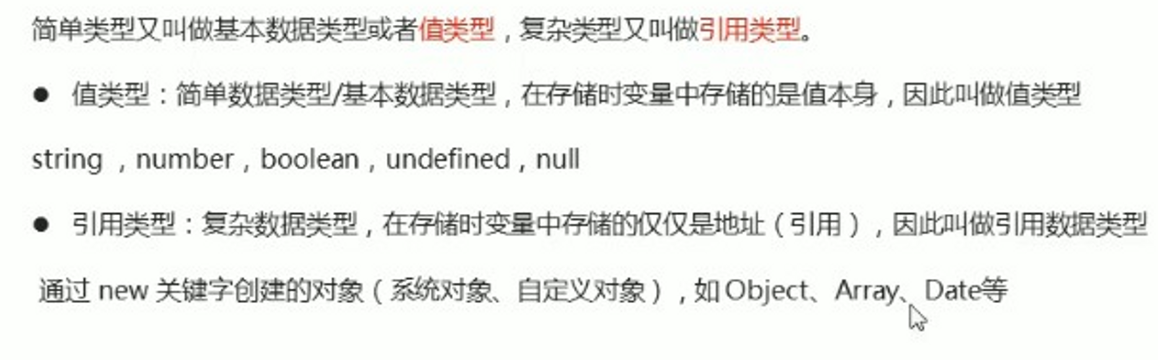 简单类型又叫做基本数据类型或者值类型，复杂类型又叫做引用类型。
● 值类型：简单数据类型/基本数据类型，在存储时变量中存储的是值本身，因此叫做值类型
string ，number，boolean，undefined，null
● 引用类型：复杂数据类型，在存储时变量中存储的仅仅是地址（引用），因此叫做引用数据类型
通过 new 关键字创建的对象（系统对象、自定义对象），如 Object、Array、Date等